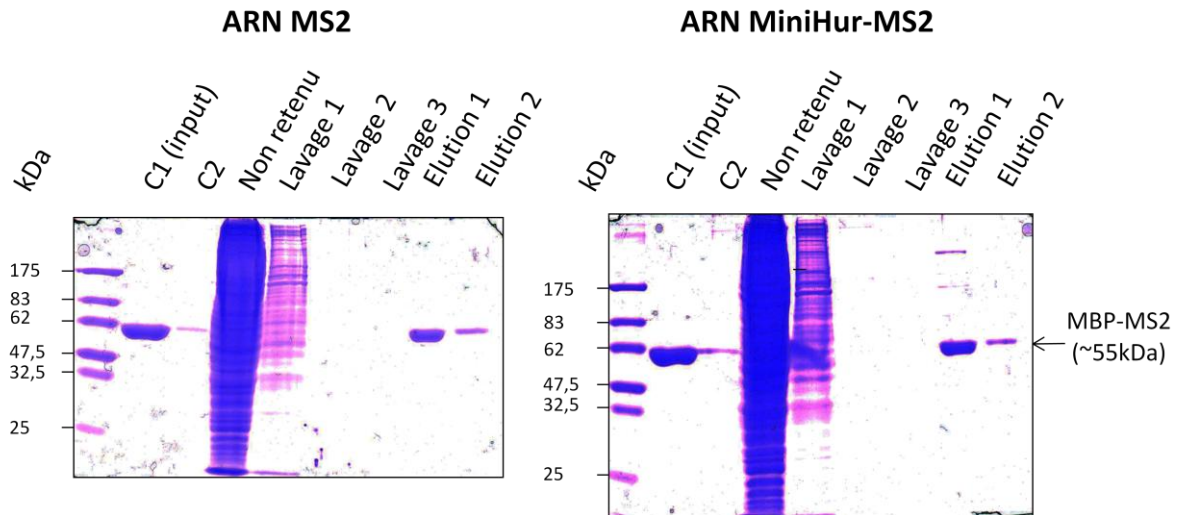 ARN MS2
kDa
C1 (input)
C2
Non retenu
Lavage 1
Lavage 2
Lavage 3
Elution 1
Elution 2
175
83
62
47,5
32,5
25
ARN MiniHur-MS2
kDa
C1 (input)
C2
Non retenu
Lavage 1
Lavage 2
Lavage 3
Elution 1
Elution 2
175
83
62
47,5
32,5
25
MBP-MS2
(~55kDa)